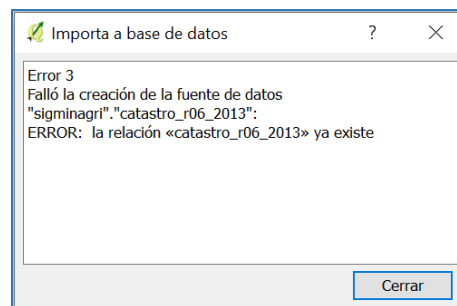 Importa a base de datos ?
Error 3
Falló la creación de la fuente de datos
"sigminagri"."catastro_r06_2013":
ERROR: la relación «catastro_r06_2013» ya existe
Cerrar